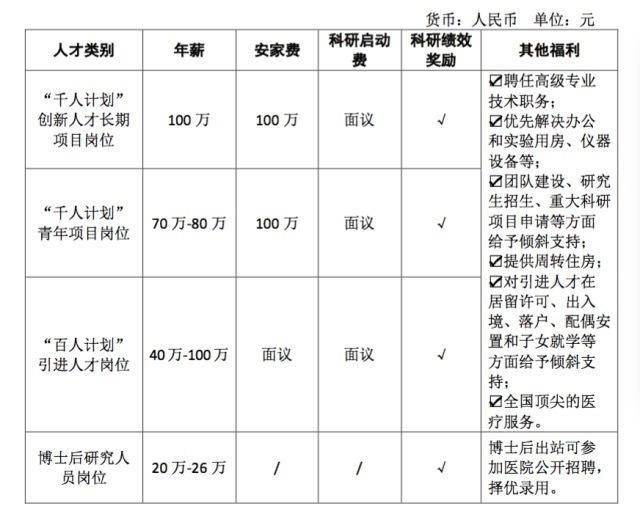 货币：人民币 单位：元
人才类别 年薪 安家费 科研启动费 科研绩效奖励 其他福利
“千人计划”
创新人才长期
项目岗位
100 万
100 万
面议
√
“千人计划”
青年项目岗位
70 万-80 万
100 万
面议
√
“百人计划”
引进人才岗位
40 万-100 万
面议
面议
√
☑聘任高级专业
技术职务；
☑优先解决办公
和实验用房、仪器
设备等；
☑团队建设、研究
生招生、重大科研
项目申请等方面
给予倾斜支持；
☑提供周转住房；
☑对引进人才在
居留许可、出入
境、落户、配偶安
置和子女就学等
方面给予倾斜支
持；
☑全国顶尖的医
疗服务。
博士后研究人
员岗位
20 万-26 万
/
/
√
博士后出站可参
加医院公开招聘，
择优录用。